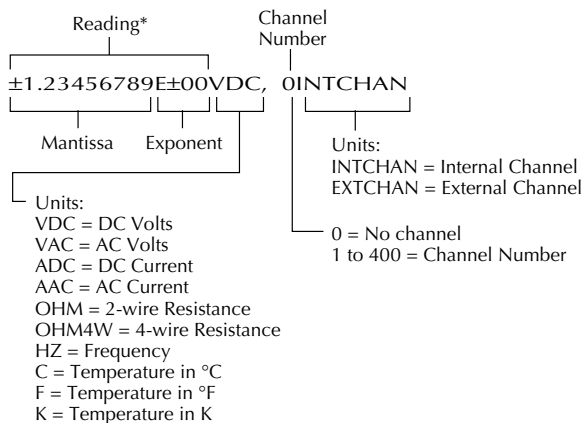 Reading*
Channel
Number
±1.23456789E±00VDC, 0INTCHAN
Mantissa
Exponent
Units:
INTCHAN = Internal Channel
EXTCHAN = External Channel
Units:
VDC = DC Volts
VAC = AC Volts
ADC = DC Current
AAC = AC Current
OHM = 2-wire Resistance
OHM4W = 4-wire Resistance
HZ = Frequency
C = Temperature in °C
F = Temperature in °F
K = Temperature in K
0 = No channel
1 to 400 = Channel Number